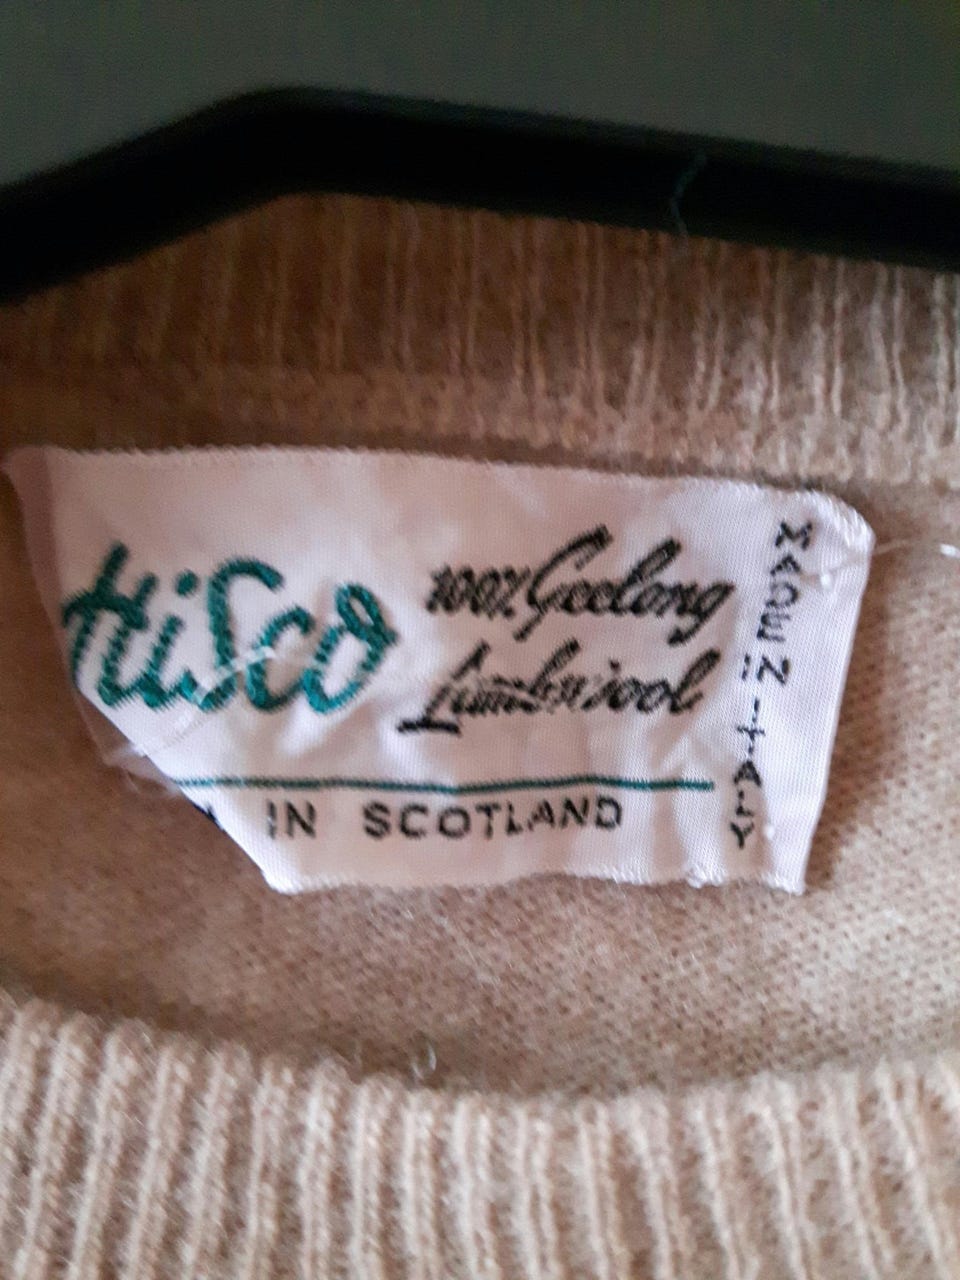 HiSco
100% Geelong
Lambswool
IN SCOTLAND
MADE IN ITALY